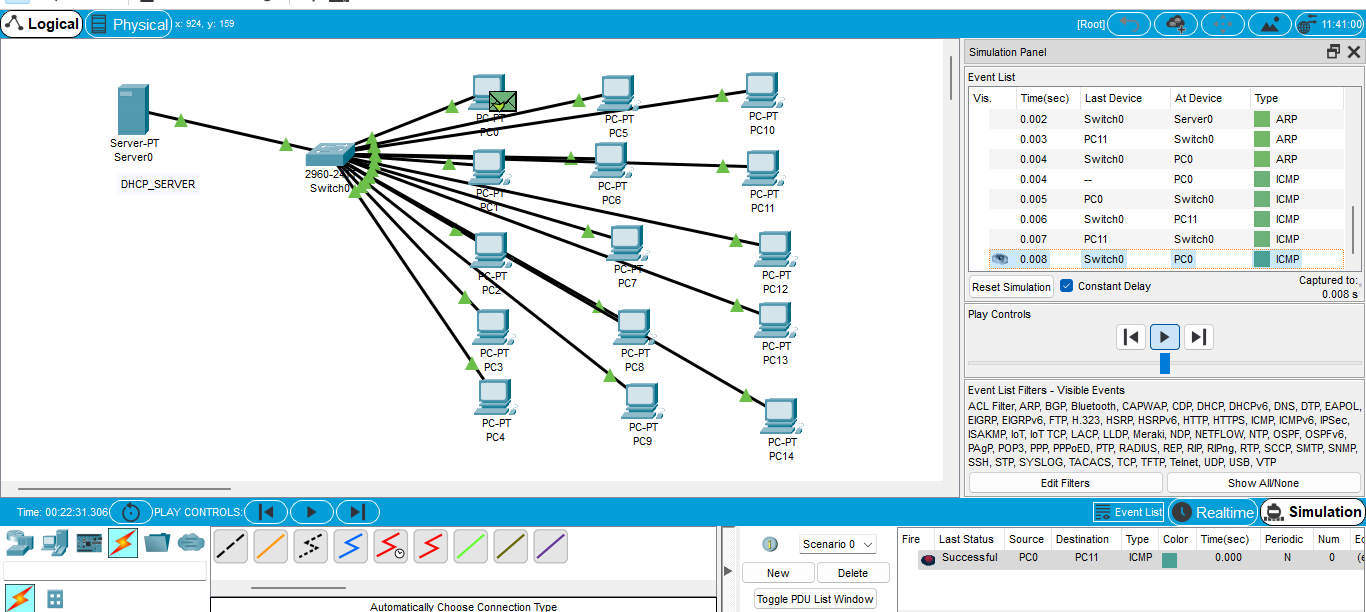 Logical
Physical
x: 924, y: 159
[Root]
11:41:00
Server-PT
Server0
DHCP_SERVER
Switch0
PC-PT
PC0
PC-PT
PC5
PC-PT
PC10
PC-PT
PC1
PC-PT
PC6
PC-PT
PC11
PC-PT
PC2
PC-PT
PC7
PC-PT
PC12
PC-PT
PC3
PC-PT
PC8
PC-PT
PC13
PC-PT
PC4
PC-PT
PC9
PC-PT
PC14
Simulation Panel
Event List
Vis. Time(sec) Last Device At Device Type
0.002 Switch0 Server0 ARP
0.003 PC11 Switch0 ARP
0.004 Switch0 PC0 ARP
0.004 -- PC0 ICMP
0.005 PC0 Switch0 ICMP
0.006 Switch0 PC11 ICMP
0.007 PC11 Switch0 ICMP
0.008 Switch0 PC0 ICMP
Reset Simulation Constant Delay Captured to:
0.008 s
Play Controls
Event List Filters - Visible Events
ACL Filter, ARP, BGP, Bluetooth, CAPWAP, CDP, DHCP, DHCPv6, DNS, DTP, EAPOL,
EIGRP, EIGRPv6, FTP, H.323, HSRP, HSRPv6, HTTP, HTTPS, ICMP, ICMPv6, IPSec,
ISAKMP, IoT, IoT TCP, LACP, LLDP, Meraki, NDP, NETFLOW, NTP, OSPF, OSPFv6,
PAgP, POP3, PPP, PPPoED, PTP, RADIUS, REP, RIP, RIPng, RTP, SCCP, SMTP, SNMP,
SSH, STP, SYSLOG, TACACS, TCP, TFTP, Telnet, UDP, USB, VTP
Edit Filters Show All/None
Time: 00:22:31.306 PLAY CONTROLS:
Event List Realtime Simulation
Automatically Choose Connection Type
Scenario 0
New Delete
Toggle PDU List Window
Fire Last Status Source Destination Type Color Time(sec) Periodic Num
Successful PC0 PC11 ICMP 0.000 N 0